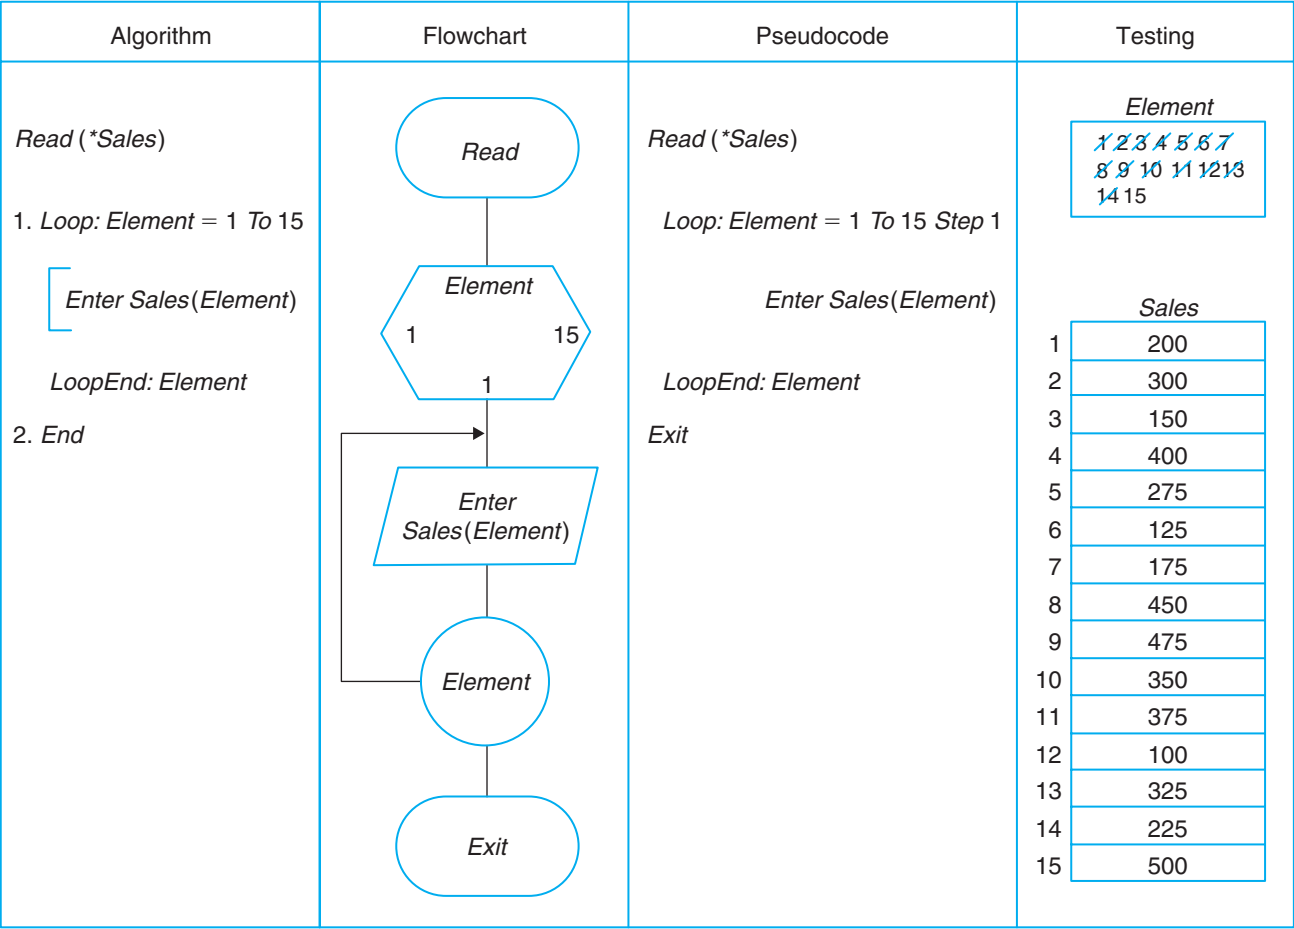 Algorithm
Flowchart
Pseudocode
Testing
Read (*Sales)
1. Loop: Element = 1 To 15
Enter Sales(Element)
LoopEnd: Element
2. End
Read
Element
1 15
1
Enter
Sales(Element)
Element
Exit
Read (*Sales)
Loop: Element = 1 To 15 Step 1
Enter Sales(Element)
LoopEnd: Element
Exit
Element
1 2 3 4 5 6 7
8 9 10 11 12 13
14 15
Sales
1 200
2 300
3 150
4 400
5 275
6 125
7 175
8 450
9 475
10 350
11 375
12 100
13 325
14 225
15 500